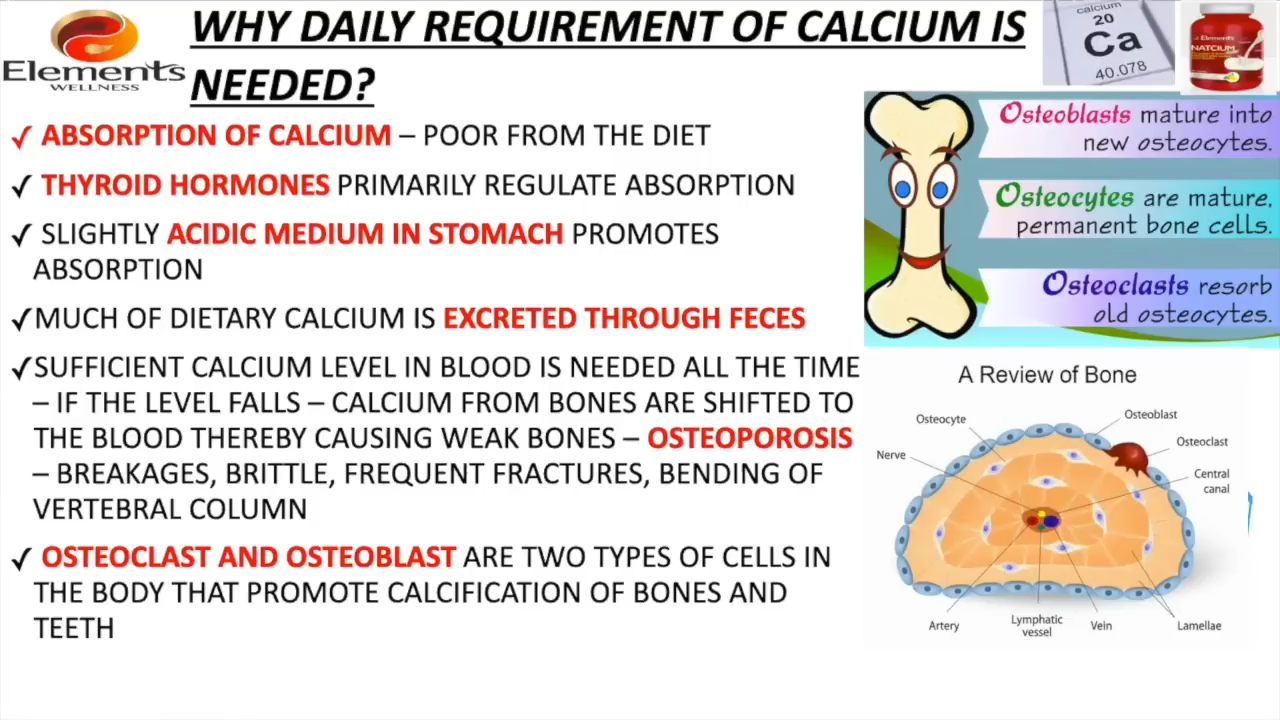 Elements
WELLNESS
WHY DAILY REQUIREMENT OF CALCIUM IS
NEEDED?
calcium
20
Ca
40.078
Elements
NATCIUM
✓ ABSORPTION OF CALCIUM – POOR FROM THE DIET
✓ THYROID HORMONES PRIMARILY REGULATE ABSORPTION
✓ SLIGHTLY ACIDIC MEDIUM IN STOMACH PROMOTES
ABSORPTION
✓MUCH OF DIETARY CALCIUM IS EXCRETED THROUGH FECES
✓SUFFICIENT CALCIUM LEVEL IN BLOOD IS NEEDED ALL THE TIME
– IF THE LEVEL FALLS – CALCIUM FROM BONES ARE SHIFTED TO
THE BLOOD THEREBY CAUSING WEAK BONES – OSTEOPOROSIS
– BREAKAGES, BRITTLE, FREQUENT FRACTURES, BENDING OF
VERTEBRAL COLUMN
✓ OSTEOCLAST AND OSTEOBLAST ARE TWO TYPES OF CELLS IN
THE BODY THAT PROMOTE CALCIFICATION OF BONES AND
TEETH
Osteoblasts mature into
new osteocytes.
Osteocytes are mature,
permanent bone cells.
Osteoclasts resorb
old osteocytes.
A Review of Bone
Osteocyte
Osteoblast
Nerve
Osteoclast
Central
canal
Artery
Lymphatic
vessel
Vein
Lamellae